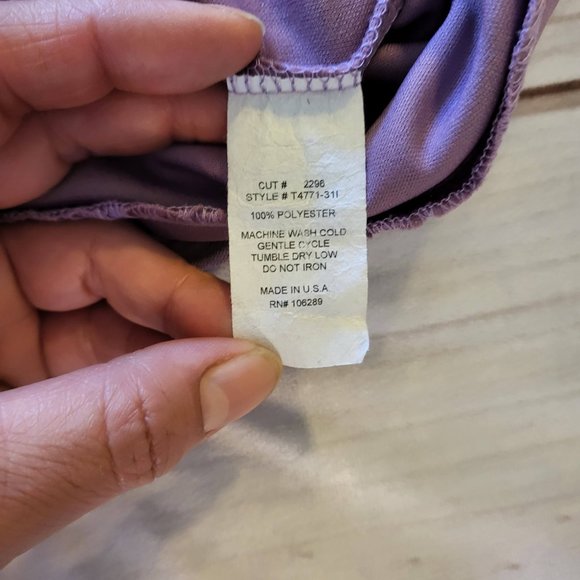 CUT # 2296
STYLE # T4771-31I
100% POLYESTER
MACHINE WASH COLD
GENTLE CYCLE
TUMBLE DRY LOW
DO NOT IRON
MADE IN U.S.A.
RN# 106289